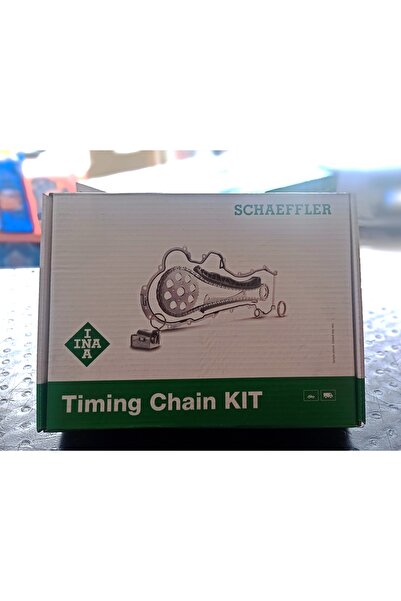 SCHAEFFLER
I
INA
A
Timing Chain KIT